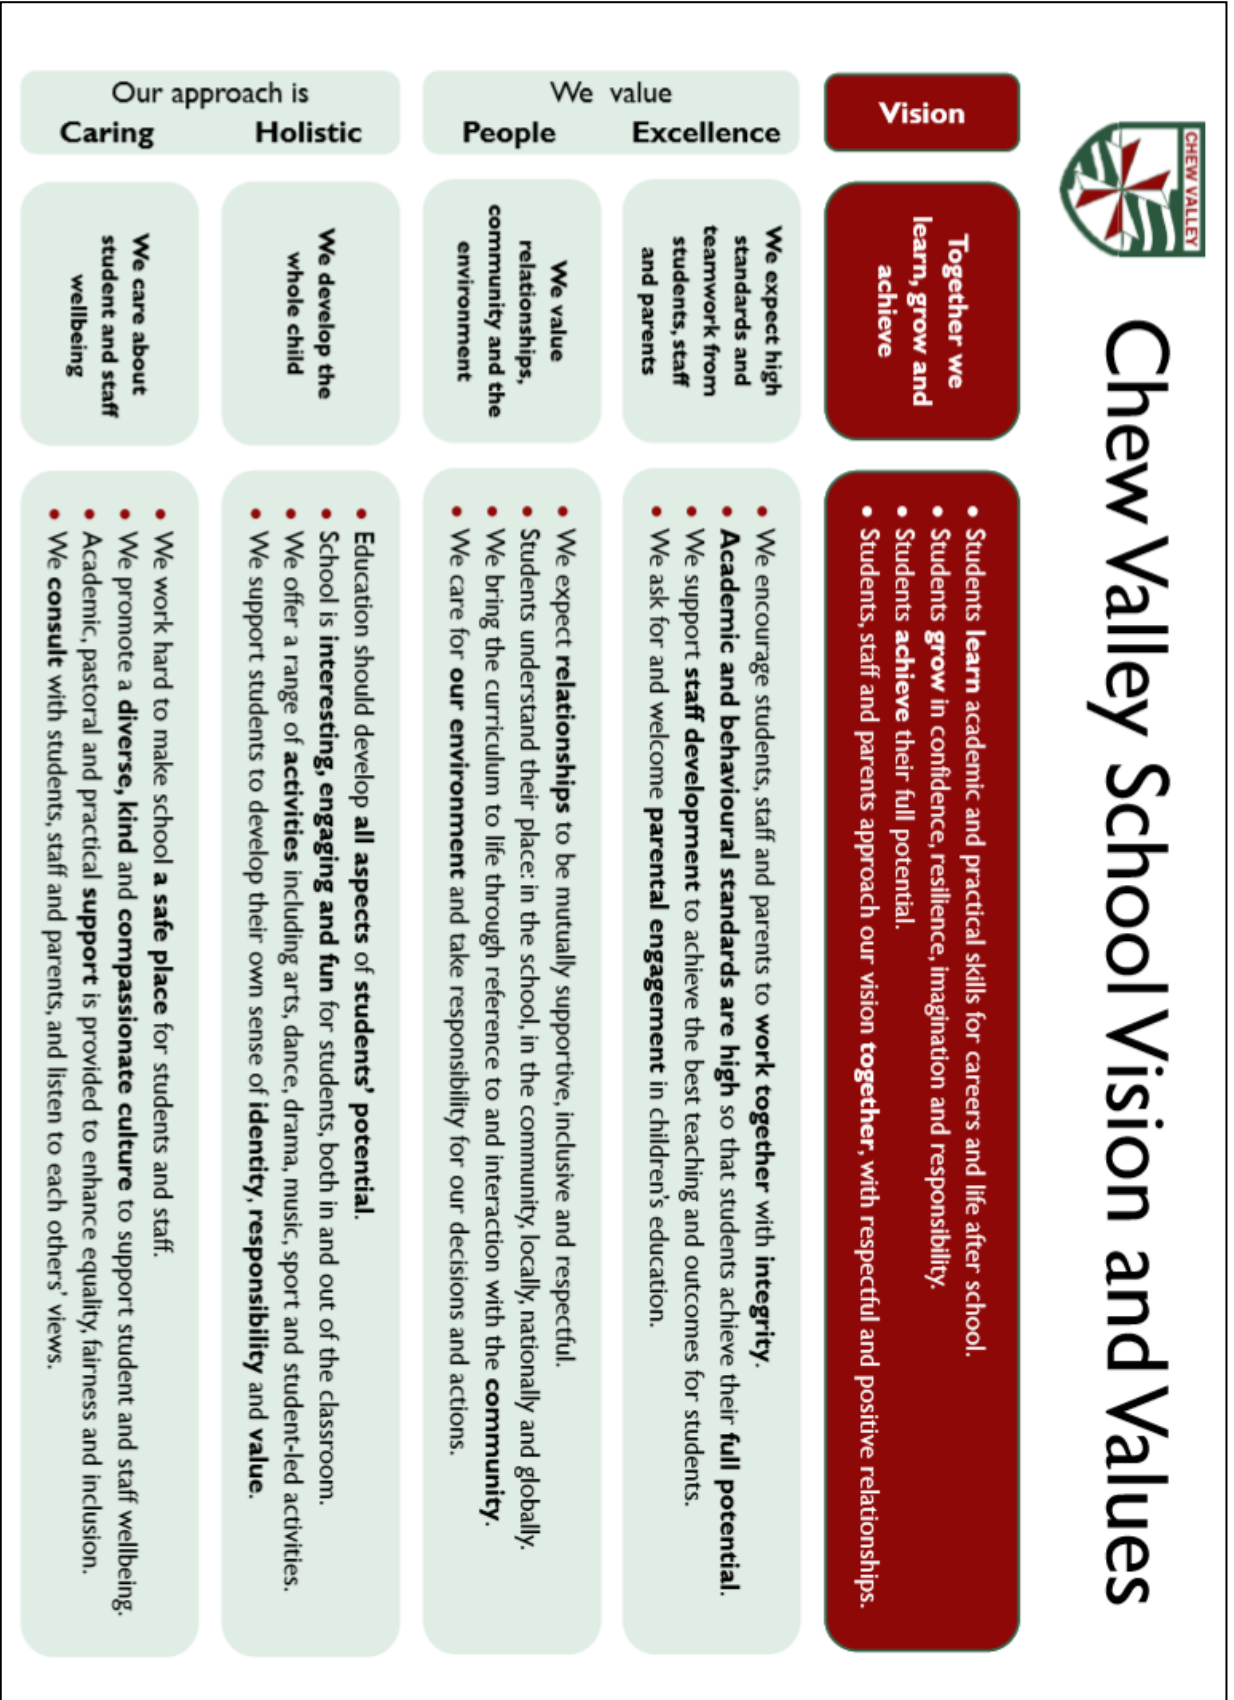 CHEW VALLEY
Chew Valley School Vision and Values
Vision
Together we
learn, grow and
achieve
• Students learn academic and practical skills for careers and life after school.
• Students grow in confidence, resilience, imagination and responsibility.
• Students achieve their full potential.
• Students, staff and parents approach our vision together, with respectful and positive relationships.
We value
Excellence
We expect high
standards and
teamwork from
students, staff
and parents
• We encourage students, staff and parents to work together with integrity.
• Academic and behavioural standards are high so that students achieve their full potential.
• We support staff development to achieve the best teaching and outcomes for students.
• We ask for and welcome parental engagement in children's education.
People
We value
relationships,
community and the
environment
• We expect relationships to be mutually supportive, inclusive and respectful.
• Students understand their place: in the school, in the community, locally, nationally and globally.
• We bring the curriculum to life through reference to and interaction with the community.
• We care for our environment and take responsibility for our decisions and actions.
Our approach is
Holistic
We develop the
whole child
• Education should develop all aspects of students' potential.
• School is interesting, engaging and fun for students, both in and out of the classroom.
• We offer a range of activities including arts, dance, drama, music, sport and student-led activities.
• We support students to develop their own sense of identity, responsibility and value.
Caring
We care about
student and staff
wellbeing
• We work hard to make school a safe place for students and staff.
• We promote a diverse, kind and compassionate culture to support student and staff wellbeing.
• Academic, pastoral and practical support is provided to enhance equality, fairness and inclusion.
• We consult with students, staff and parents, and listen to each others' views.